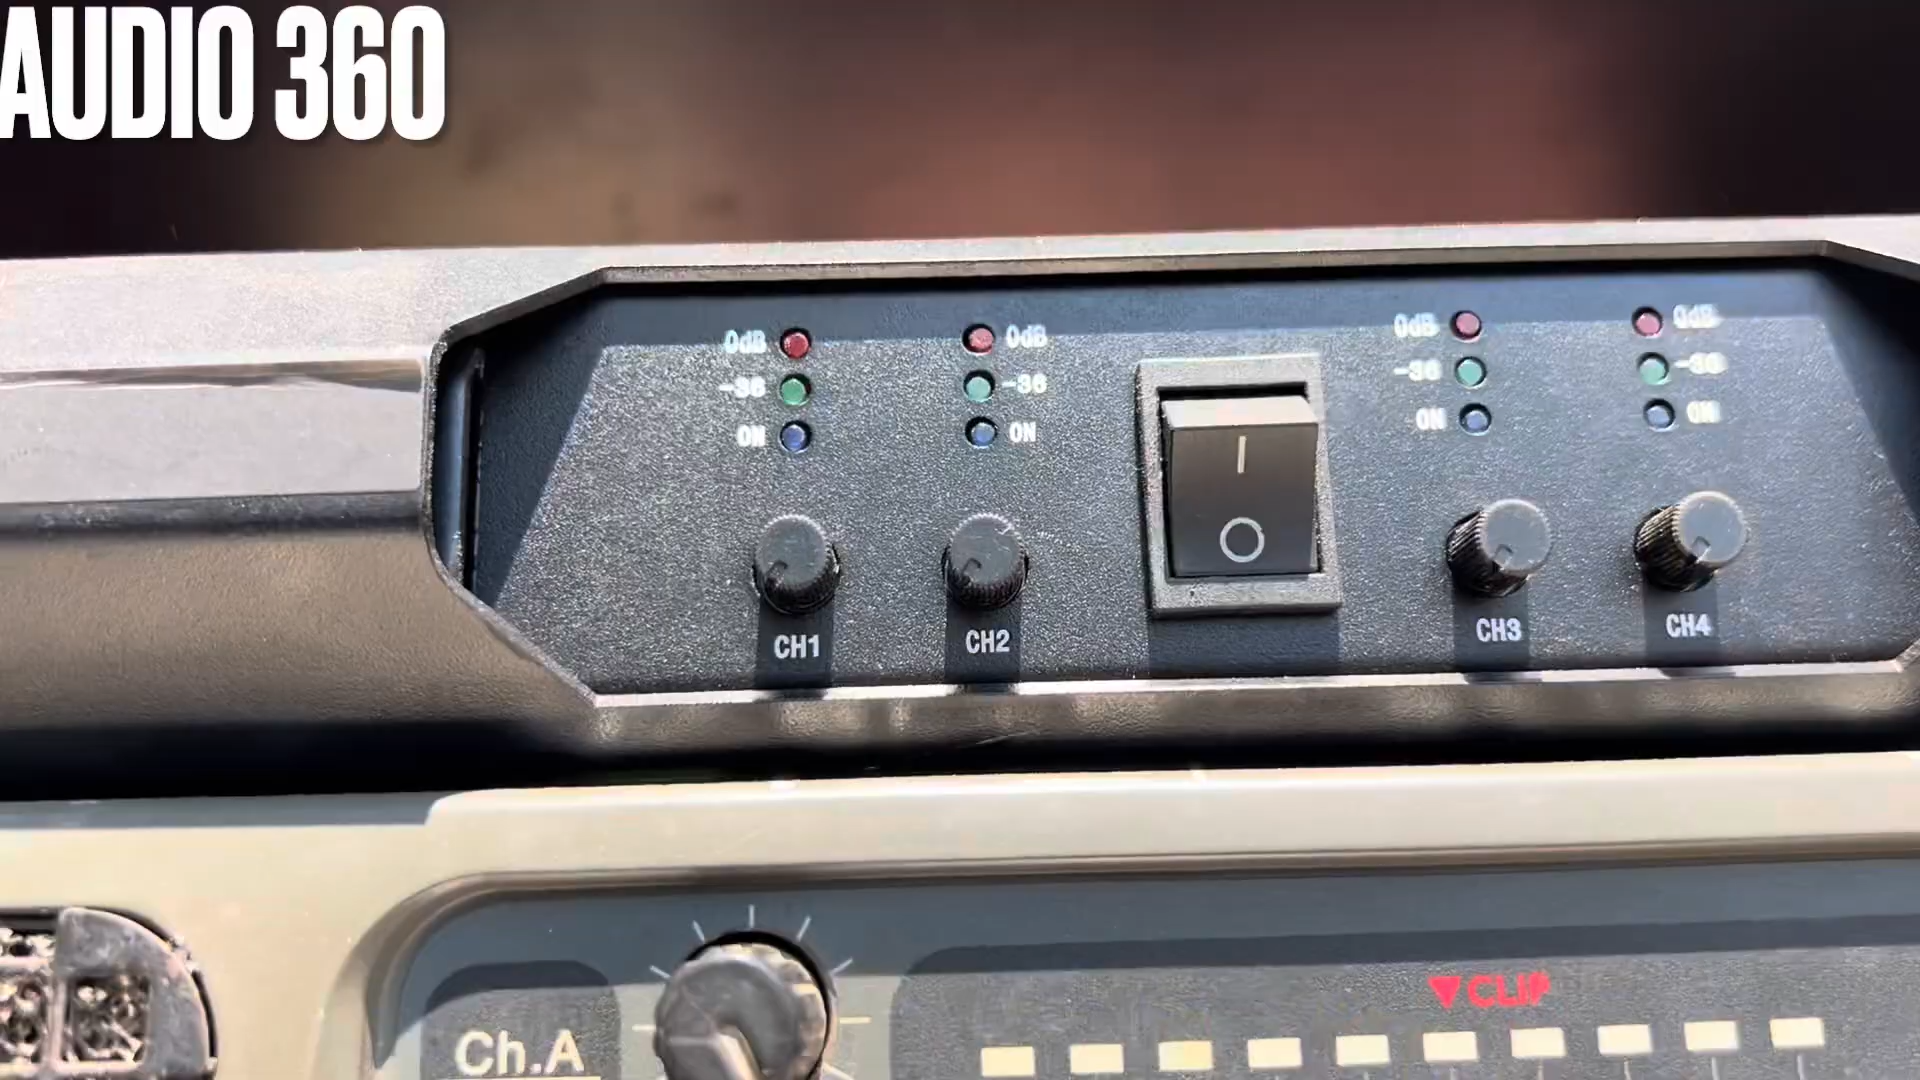 AUDIO 360
0dB 0dB 0dB 0dB
-36 -36 -36 -36
ON ON ON ON
CH1 CH2 CH3 CH4
▼CLIP
Ch.A